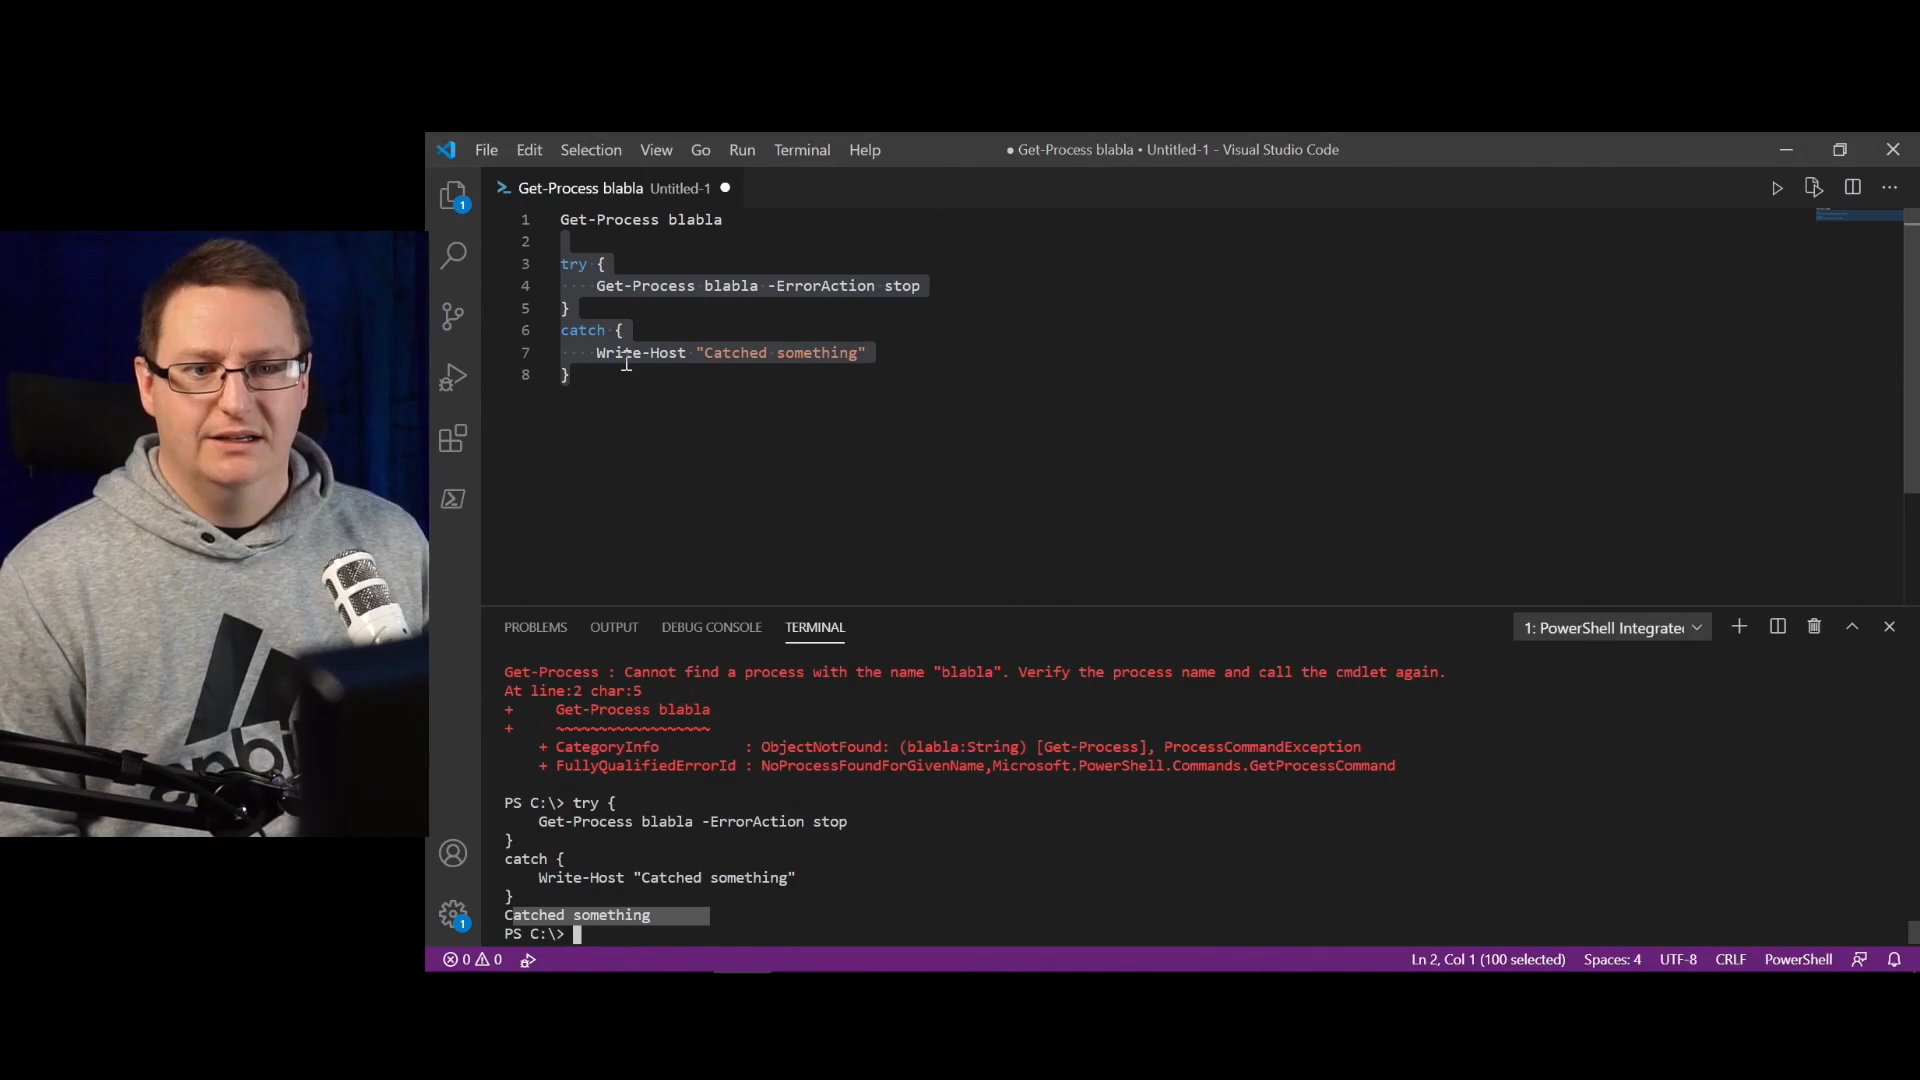 File Edit Selection View Go Run Terminal Help
● Get-Process blabla • Untitled-1 - Visual Studio Code
Get-Process blabla Untitled-1
1 Get-Process blabla
2
3 try {
4 Get-Process blabla -ErrorAction stop
5 }
6 catch {
7 Write-Host "Catched something"
8 }
1
PROBLEMS OUTPUT DEBUG CONSOLE TERMINAL
1: PowerShell Integrate
Get-Process : Cannot find a process with the name "blabla". Verify the process name and call the cmdlet again.
At line:2 char:5
+ Get-Process blabla
+ ~~~~~~~~~~~~~~~~~~
+ CategoryInfo : ObjectNotFound: (blabla:String) [Get-Process], ProcessCommandException
+ FullyQualifiedErrorId : NoProcessFoundForGivenName,Microsoft.PowerShell.Commands.GetProcessCommand
PS C:\> try {
Get-Process blabla -ErrorAction stop
}
catch {
Write-Host "Catched something"
}
Catched something
PS C:\>
1
0 0
Ln 2, Col 1 (100 selected) Spaces: 4 UTF-8 CRLF PowerShell